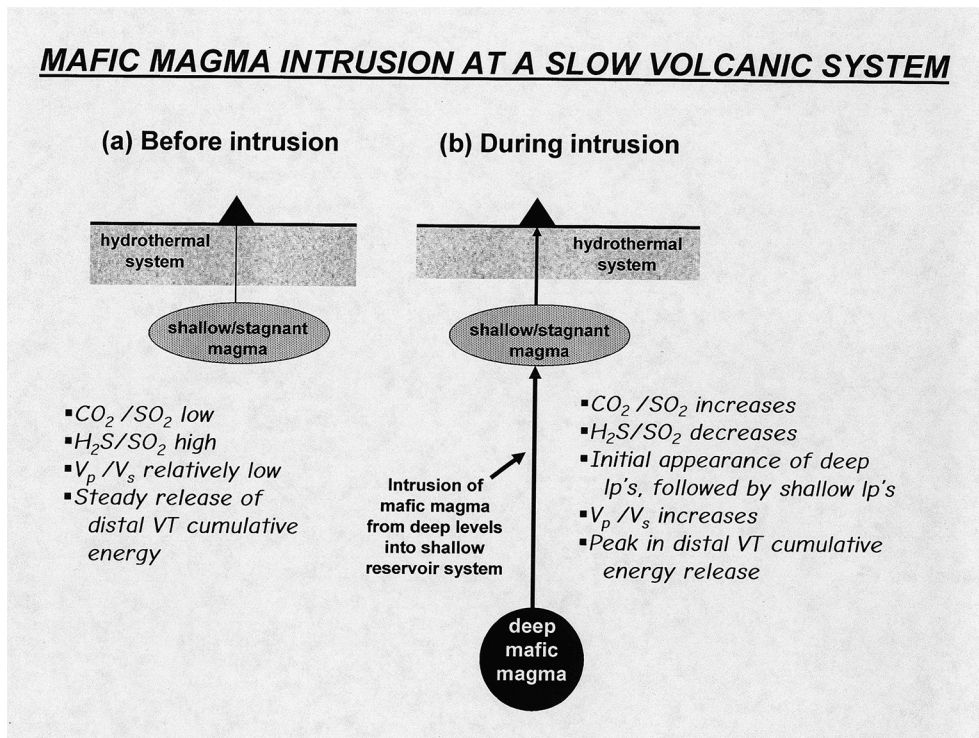 MAFIC MAGMA INTRUSION AT A SLOW VOLCANIC SYSTEM
(a) Before intrusion
hydrothermal
system
shallow/stagnant
magma
▪CO₂ /SO₂ low
▪H₂S/SO₂ high
▪Vₚ /Vₛ relatively low
▪Steady release of
distal VT cumulative
energy
(b) During intrusion
hydrothermal
system
shallow/stagnant
magma
Intrusion of
mafic magma
from deep levels
into shallow
reservoir system
▪CO₂ /SO₂ increases
▪H₂S/SO₂ decreases
▪Initial appearance of deep
lp's, followed by shallow lp's
▪Vₚ /Vₛ increases
▪Peak in distal VT cumulative
energy release
deep
mafic
magma